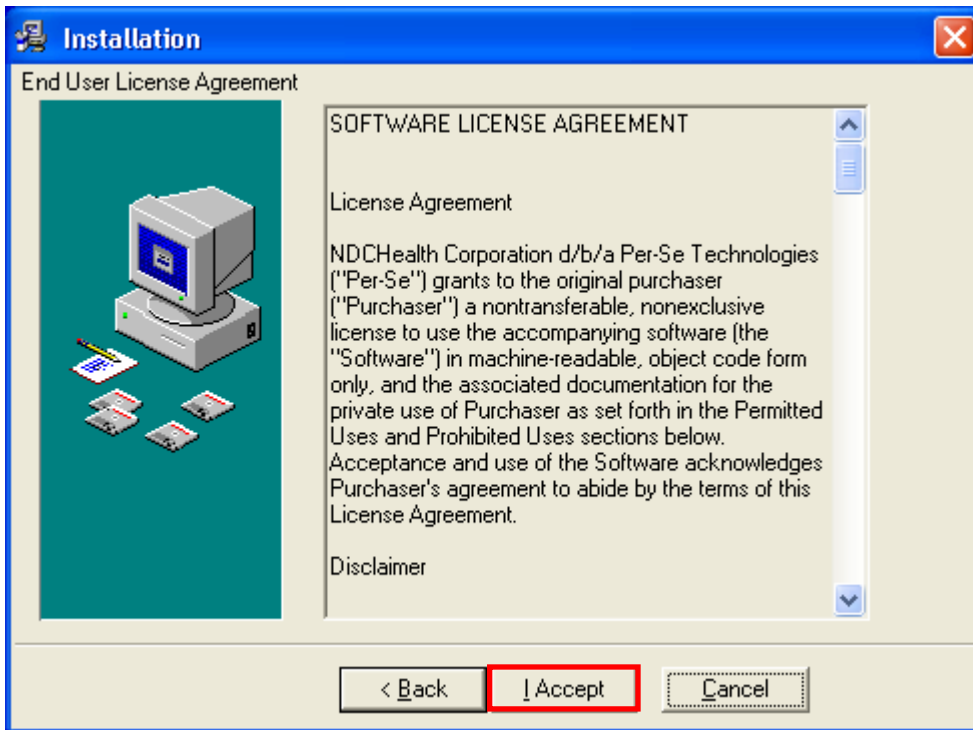 Installation
End User License Agreement
SOFTWARE LICENSE AGREEMENT
License Agreement
NDCHealth Corporation d/b/a Per-Se Technologies
("Per-Se") grants to the original purchaser
("Purchaser") a nontransferable, nonexclusive
license to use the accompanying software (the
"Software") in machine-readable, object code form
only, and the associated documentation for the
private use of Purchaser as set forth in the Permitted
Uses and Prohibited Uses sections below.
Acceptance and use of the Software acknowledges
Purchaser's agreement to abide by the terms of this
License Agreement.
Disclaimer
< Back
I Accept
Cancel